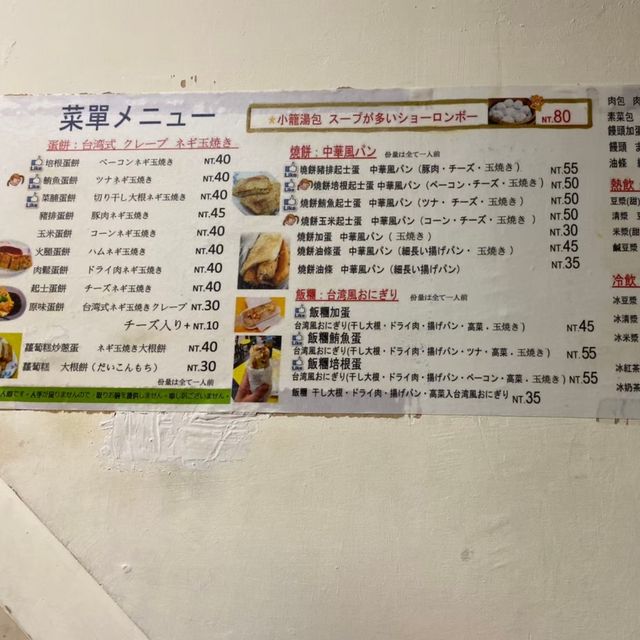 菜單メニュー
★小籠湯包 スープが多いショーロンポー NT.80
蛋餅：台湾式 クレープ ネギ玉焼き
Like 培根蛋餅 ベーコンネギ玉焼き NT.40
鮪魚蛋餅 ツナネギ玉焼き NT.40
Like 菜脯蛋餅 切り干し大根ネギ玉焼き NT.40
豬排蛋餅 豚肉ネギ玉焼き NT.45
玉米蛋餅 コーンネギ玉焼き NT.40
火腿蛋餅 ハムネギ玉焼き NT.40
肉鬆蛋餅 ドライ肉ネギ玉焼き NT.40
起士蛋餅 チーズネギ玉焼き NT.40
原味蛋餅 台湾式ネギ玉焼きクレープ NT.30
チーズ入り+ NT.10
蘿蔔糕炒蔥蛋 ネギ玉焼き大根餅 NT.40
蘿蔔糕 大根餅（だいこんもち） NT.30
份量は全て一人前
燒餅：中華風パン 份量は全て一人前
Like 燒餅豬排起士蛋 中華風パン（豚肉・チーズ・玉焼き） NT.55
燒餅培根起士蛋 中華風パン（ベーコン・チーズ・玉焼き） NT.50
Like 燒餅鮪魚起士蛋 中華風パン（ツナ・チーズ・玉焼き） NT.50
燒餅玉米起士蛋 中華風パン（コーン・チーズ・玉焼き） NT.50
燒餅加蛋 中華風パン（玉焼き） NT.30
燒餅油條蛋 中華風パン（細長い揚げパン・玉焼き） NT.45
燒餅油條 中華風パン（細長い揚げパン） NT.35
飯糰：台湾風おにぎり
Like 飯糰加蛋
台湾風おにぎり(干し大根・ドライ肉・揚げパン・高菜．玉焼き) NT.45
Like 飯糰鮪魚蛋
台湾風おにぎり(干し大根・ドライ肉・揚げパン・ツナ・高菜．玉焼き) NT.55
Like 飯糰培根蛋
台湾風おにぎり(干し大根・ドライ肉・揚げパン・ベーコン・高菜．玉焼き) NT.55
飯糰 干し大根・ドライ肉・揚げパン・高菜入台湾風おにぎり NT.35
肉包 肉
素菜包
饅頭加蛋
饅頭
油條
熱飲
豆漿(甜)
清漿
米漿(甜
鹹豆漿
冷飲
冰豆漿
冰清漿
冰米漿
冰紅茶
冰奶茶